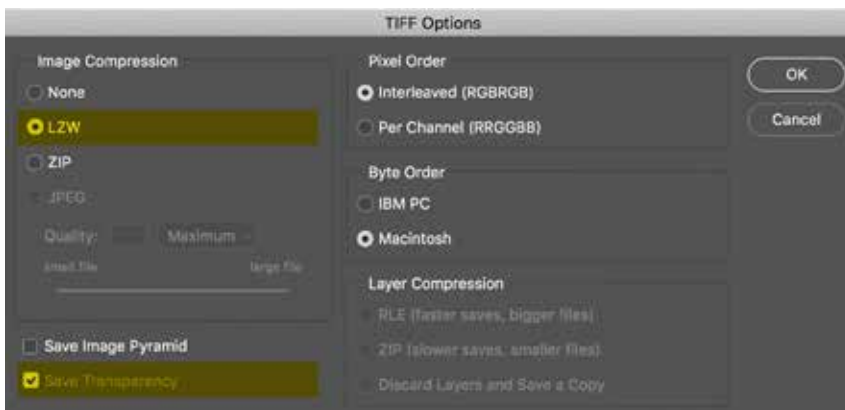 TIFF Options
Image Compression
None
LZW
ZIP
JPEG
Quality:
Maximum
small file
large file
Save Image Pyramid
Save Transparency
Pixel Order
Interleaved (RGBRGB)
Per Channel (RRGGBB)
Byte Order
IBM PC
Macintosh
Layer Compression
RLE (faster saves, bigger files)
ZIP (slower saves, smaller files)
Discard Layers and Save a Copy
OK
Cancel